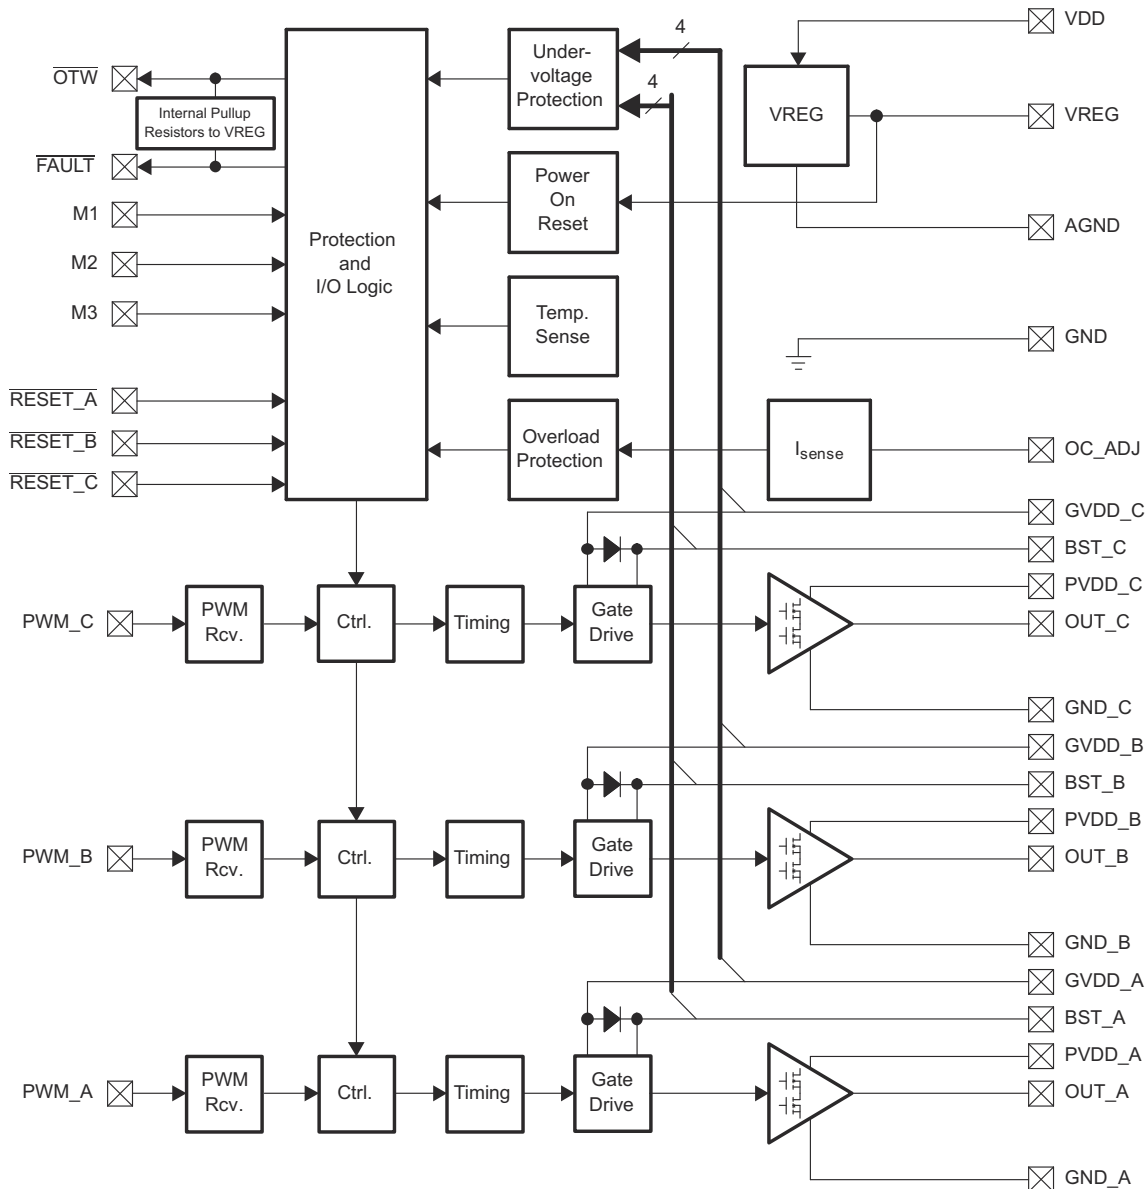 4
VDD
OTW
Under-
voltage
Protection
4
Internal Pullup
Resistors to VREG
VREG
VREG
FAULT
Power
On
Reset
M1
Protection
and
I/O Logic
AGND
M2
M3
Temp.
Sense
GND
RESET_A
RESET_B
RESET_C
Overload
Protection
Isense
OC_ADJ
GVDD_C
BST_C
PWM_C
PWM
Rcv.
Ctrl.
Timing
Gate
Drive
PVDD_C
OUT_C
GND_C
GVDD_B
BST_B
PWM_B
PWM
Rcv.
Ctrl.
Timing
Gate
Drive
PVDD_B
OUT_B
GND_B
GVDD_A
BST_A
PWM_A
PWM
Rcv.
Ctrl.
Timing
Gate
Drive
PVDD_A
OUT_A
GND_A